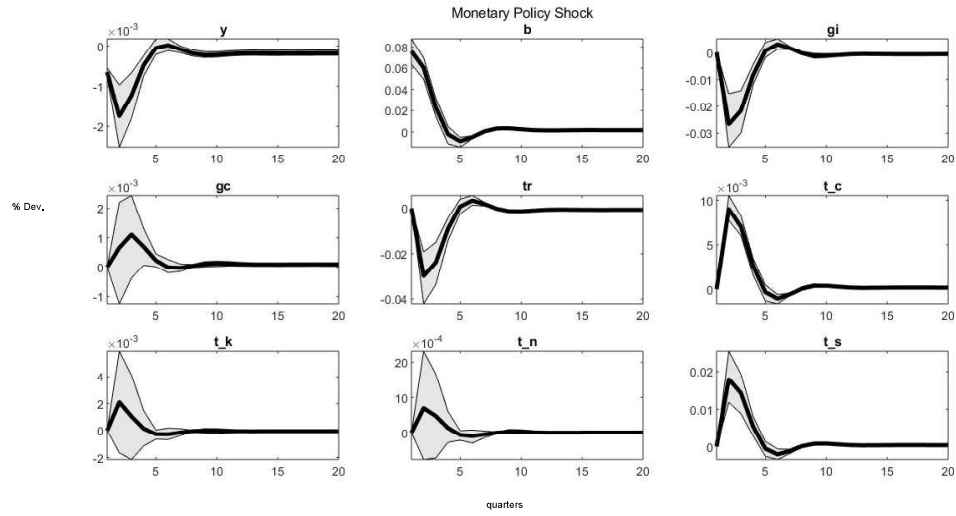 Monetary Policy Shock
×10⁻³ y b gi
0 0.08 0
-1 0.06 -0.01
0.04 -0.02
-2 0.02 -0.03
0
5 10 15 20 5 10 15 20 5 10 15 20
×10⁻³ gc tr ×10⁻³ t_c
% Dev.
2 0 10
1 -0.02 5
0 -0.04 0
-1
5 10 15 20 5 10 15 20 5 10 15 20
×10⁻³ t_k ×10⁻⁴ t_n t_s
4 20 0.02
2 10 0.01
0 0 0
-2
5 10 15 20 5 10 15 20 5 10 15 20
quarters